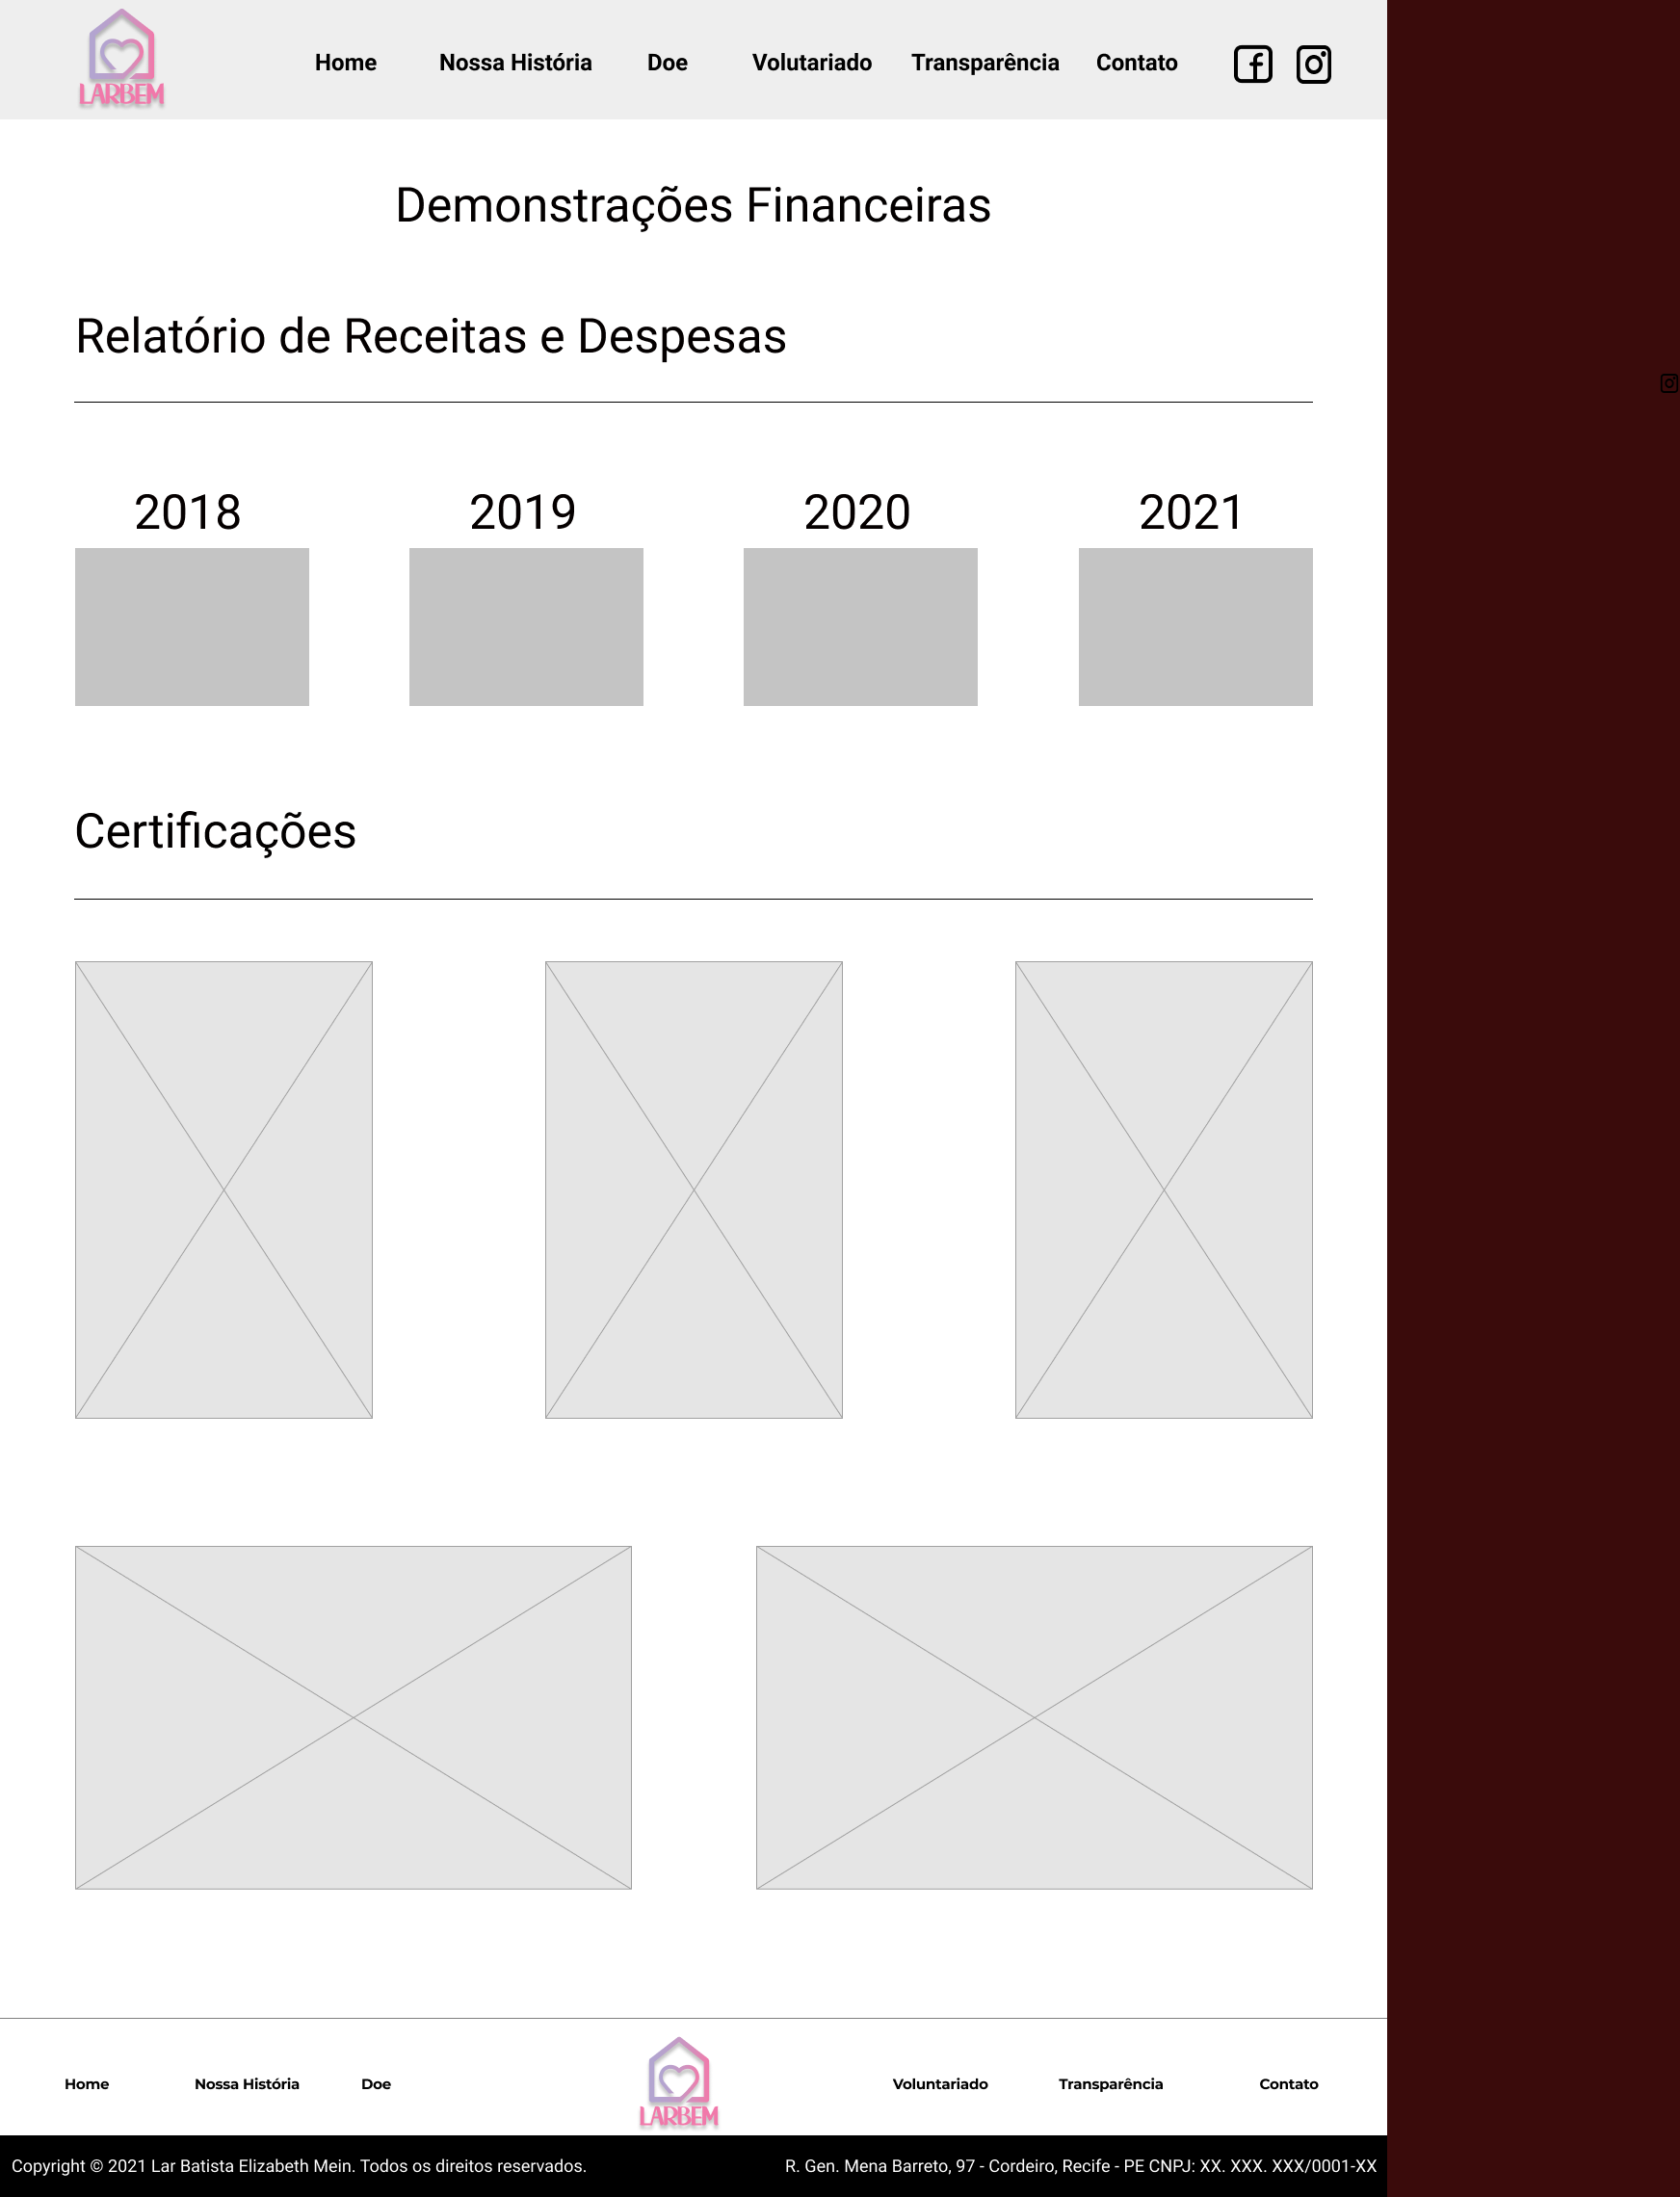 LARBEM
Home Nossa História Doe Volutariado Transparência Contato
Demonstrações Financeiras
Relatório de Receitas e Despesas
2018 2019 2020 2021
Certificações
Home Nossa História Doe LARBEM Voluntariado Transparência Contato
Copyright © 2021 Lar Batista Elizabeth Mein. Todos os direitos reservados. R. Gen. Mena Barreto, 97 - Cordeiro, Recife - PE CNPJ: XX. XXX. XXX/0001-XX